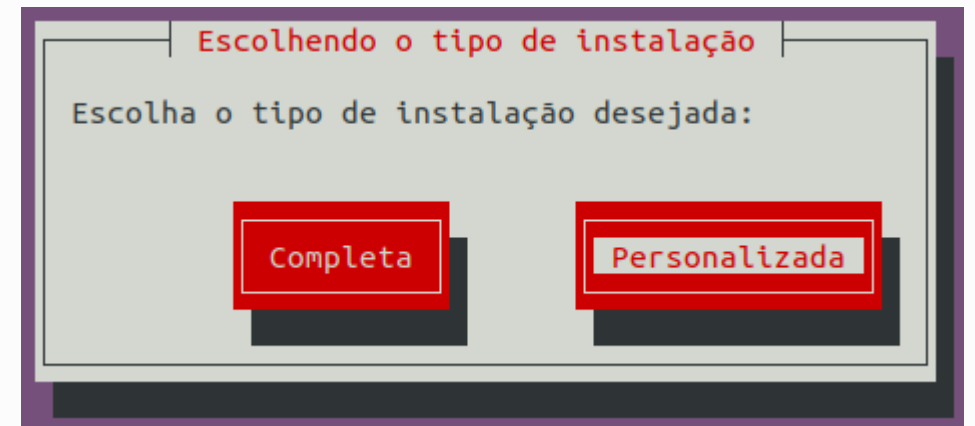 Escolhendo o tipo de instalação
Escolha o tipo de instalação desejada:
Completa Personalizada